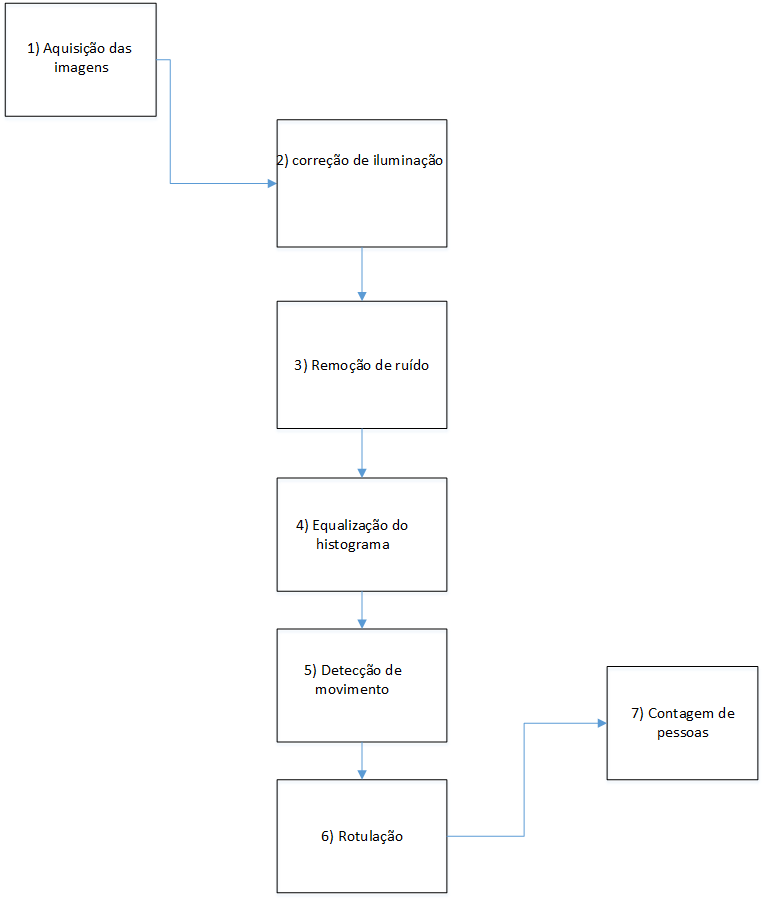 1) Aquisição das
imagens
2) correção de iluminação
3) Remoção de ruído
4) Equalização do
histograma
5) Detecção de
movimento
6) Rotulação
7) Contagem de
pessoas